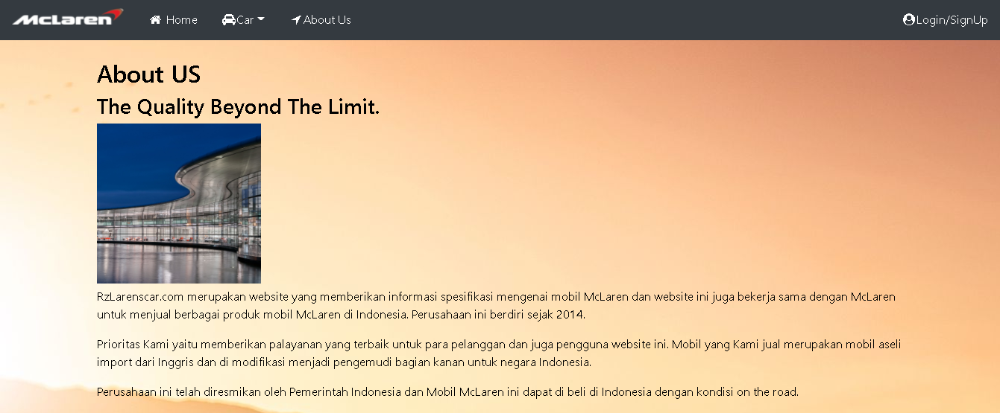 McLaren
Home
Car
About Us
Login/SignUp
About US
The Quality Beyond The Limit.
RzLarenscar.com merupakan website yang memberikan informasi spesifikasi mengenai mobil McLaren dan website ini juga bekerja sama dengan McLaren
untuk menjual berbagai produk mobil McLaren di Indonesia. Perusahaan ini berdiri sejak 2014.
Prioritas Kami yaitu memberikan palayanan yang terbaik untuk para pelanggan dan juga pengguna website ini. Mobil yang Kami jual merupakan mobil aseli
import dari Inggris dan di modifikasi menjadi pengemudi bagian kanan untuk negara Indonesia.
Perusahaan ini telah diresmikan oleh Pemerintah Indonesia dan Mobil McLaren ini dapat di beli di Indonesia dengan kondisi on the road.